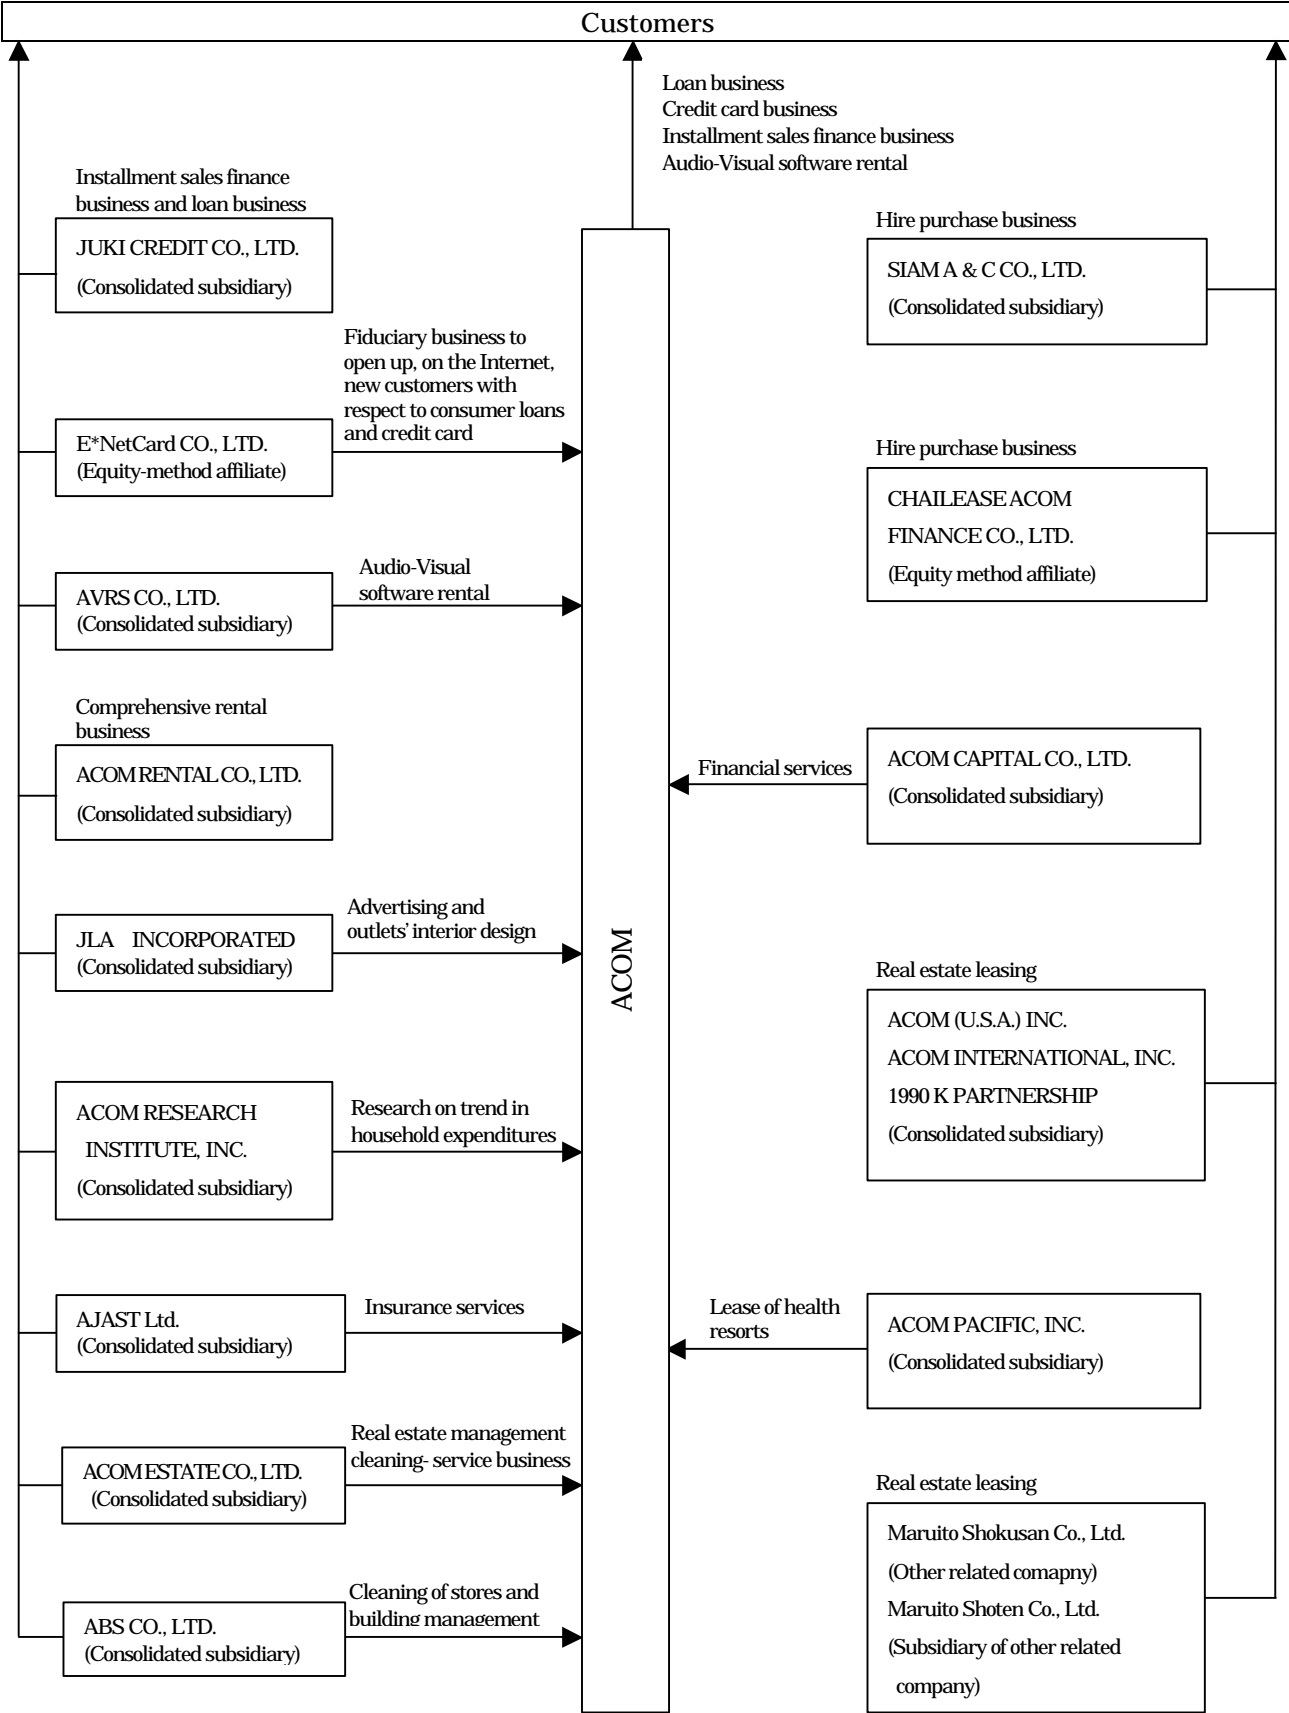 Customers
Loan business
Credit card business
Installment sales finance business
Audio-Visual software rental
Installment sales finance
business and loan business
JUKI CREDIT CO., LTD.
(Consolidated subsidiary)
Fiduciary business to
open up, on the Internet,
new customers with
respect to consumer loans
and credit card
E*NetCard CO., LTD.
(Equity-method affiliate)
Audio-Visual
software rental
AVRS CO., LTD.
(Consolidated subsidiary)
Comprehensive rental
business
ACOM RENTAL CO., LTD.
(Consolidated subsidiary)
Advertising and
outlets' interior design
JLA INCORPORATED
(Consolidated subsidiary)
ACOM RESEARCH
INSTITUTE, INC.
(Consolidated subsidiary)
Research on trend in
household expenditures
AJAST Ltd.
(Consolidated subsidiary)
Insurance services
Real estate management
cleaning- service business
ACOM ESTATE CO., LTD.
(Consolidated subsidiary)
Cleaning of stores and
building management
ABS CO., LTD.
(Consolidated subsidiary)
ACOM
Hire purchase business
SIAM A & C CO., LTD.
(Consolidated subsidiary)
Hire purchase business
CHAILEASE ACOM
FINANCE CO., LTD.
(Equity method affiliate)
Financial services
ACOM CAPITAL CO., LTD.
(Consolidated subsidiary)
Real estate leasing
ACOM (U.S.A.) INC.
ACOM INTERNATIONAL, INC.
1990 K PARTNERSHIP
(Consolidated subsidiary)
Lease of health
resorts
ACOM PACIFIC, INC.
(Consolidated subsidiary)
Real estate leasing
Maruito Shokusan Co., Ltd.
(Other related comapny)
Maruito Shoten Co., Ltd.
(Subsidiary of other related
company)